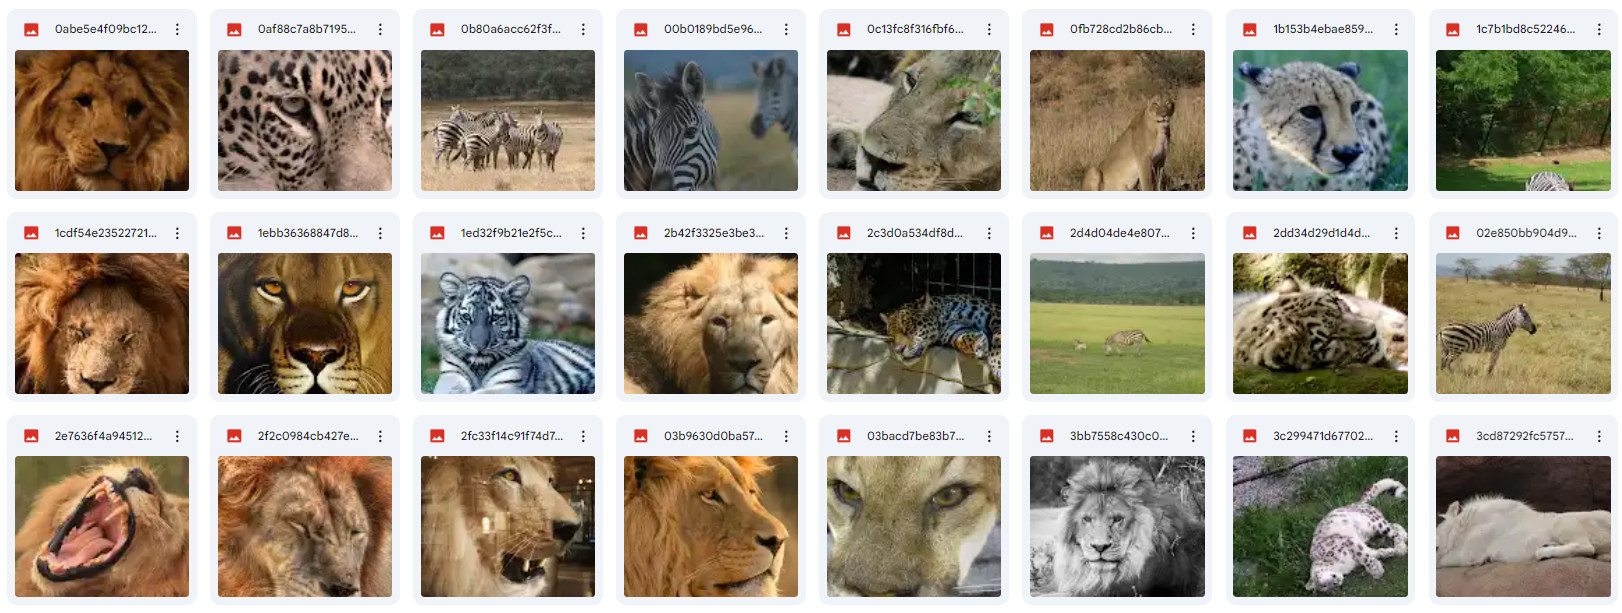 0abe5e4f09bc12...
0af88c7a8b7195...
0b80a6acc62f3f...
00b0189bd5e96...
0c13fc8f316fbf6...
0fb728cd2b86cb...
1b153b4ebae859...
1c7b1bd8c52246...
1cdf54e23522721...
1ebb36368847d8...
1ed32f9b21e2f5c...
2b42f3325e3be3...
2c3d0a534df8d...
2d4d04de4e807...
2dd34d29d1d4d...
02e850bb904d9...
2e7636f4a94512...
2f2c0984cb427e...
2fc33f14c91f74d7...
03b9630d0ba57...
03bacd7be83b7...
3bb7558c430c0...
3c299471d67702...
3cd87292fc5757...